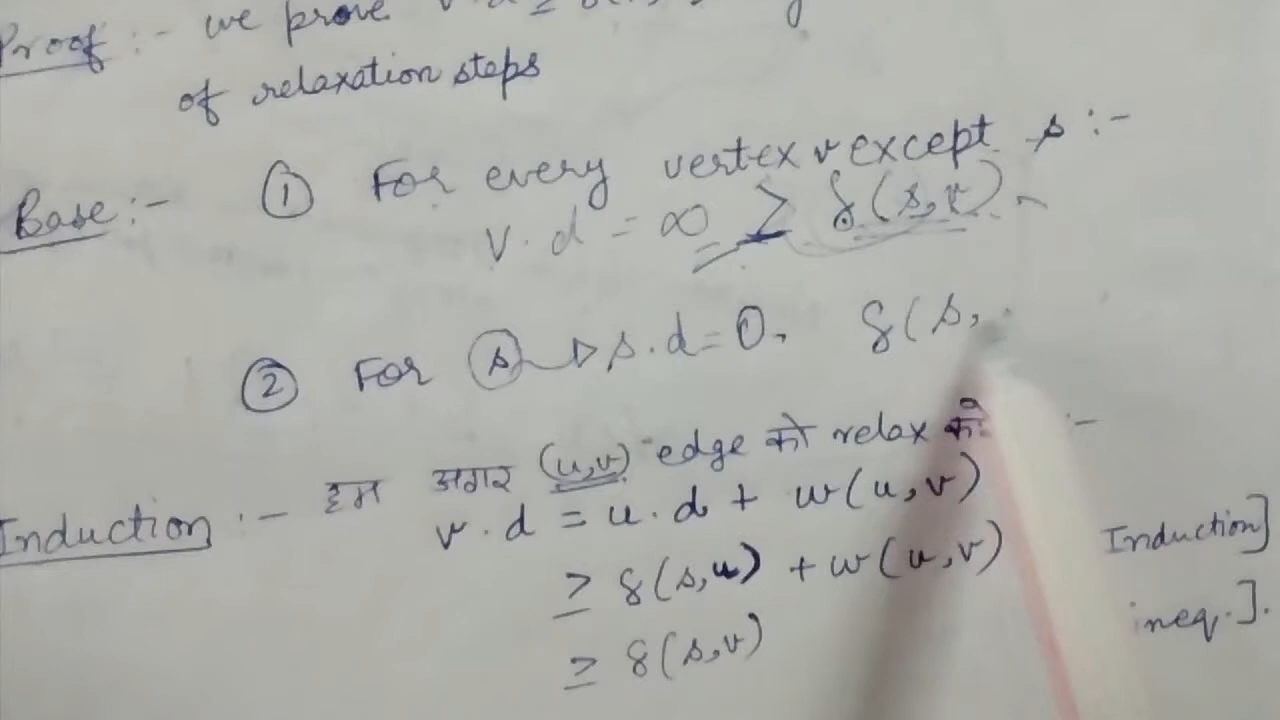 Proof :- we prove v.d ≥
of relaxation steps
Base :- ① For every vertex v except s :-
v.d = ∞ ≥ δ(s,v)
② For s → s.d = 0, δ(s,
Induction :- हम अगर (u,v) edge को relax करें :-
v.d = u.d + w(u,v)
≥ δ(s,u) + w(u,v) Induction]
≥ δ(s,v) ineq.].